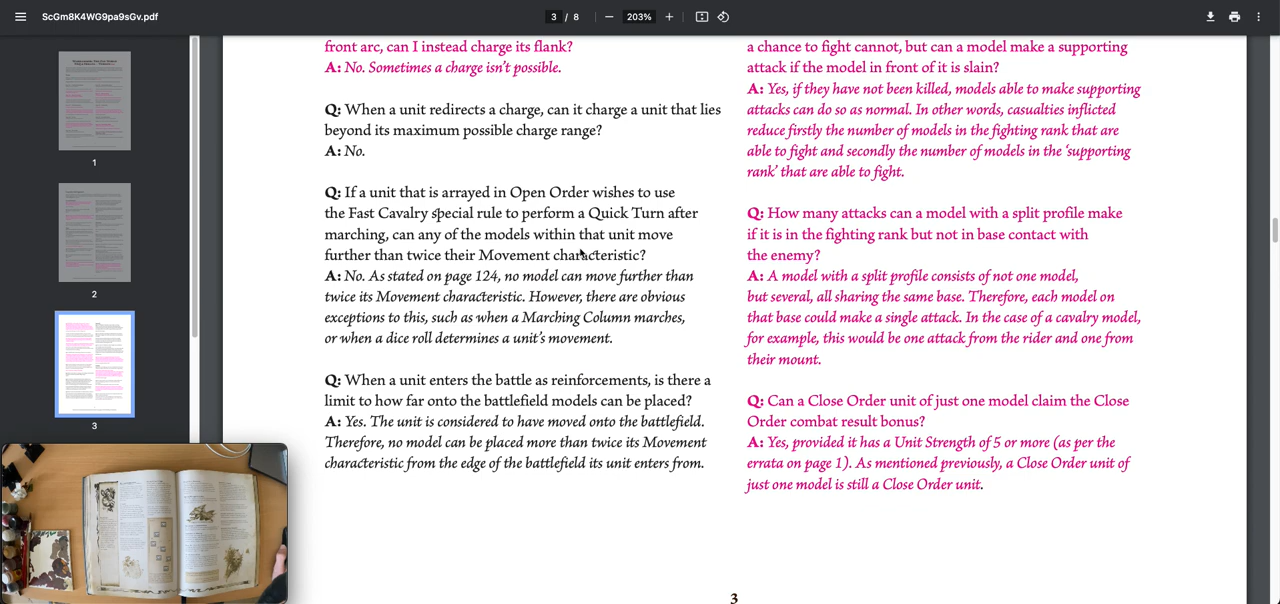 ScGm8K4WG9pa9sGv.pdf
3 / 8
203%
1
2
3
front arc, can I instead charge its flank?
A: No. Sometimes a charge isn't possible.
Q: When a unit redirects a charge, can it charge a unit that lies
beyond its maximum possible charge range?
A: No.
Q: If a unit that is arrayed in Open Order wishes to use
the Fast Cavalry special rule to perform a Quick Turn after
marching, can any of the models within that unit move
further than twice their Movement characteristic?
A: No. As stated on page 124, no model can move further than
twice its Movement characteristic. However, there are obvious
exceptions to this, such as when a Marching Column marches,
or when a dice roll determines a unit's movement.
Q: When a unit enters the battle as reinforcements, is there a
limit to how far onto the battlefield models can be placed?
A: Yes. The unit is considered to have moved onto the battlefield.
Therefore, no model can be placed more than twice its Movement
characteristic from the edge of the battlefield its unit enters from.
a chance to fight cannot, but can a model make a supporting
attack if the model in front of it is slain?
A: Yes, if they have not been killed, models able to make supporting
attacks can do so as normal. In other words, casualties inflicted
reduce firstly the number of models in the fighting rank that are
able to fight and secondly the number of models in the 'supporting
rank' that are able to fight.
Q: How many attacks can a model with a split profile make
if it is in the fighting rank but not in base contact with
the enemy?
A: A model with a split profile consists of not one model,
but several, all sharing the same base. Therefore, each model on
that base could make a single attack. In the case of a cavalry model,
for example, this would be one attack from the rider and one from
their mount.
Q: Can a Close Order unit of just one model claim the Close
Order combat result bonus?
A: Yes, provided it has a Unit Strength of 5 or more (as per the
errata on page 1). As mentioned previously, a Close Order unit of
just one model is still a Close Order unit.
3